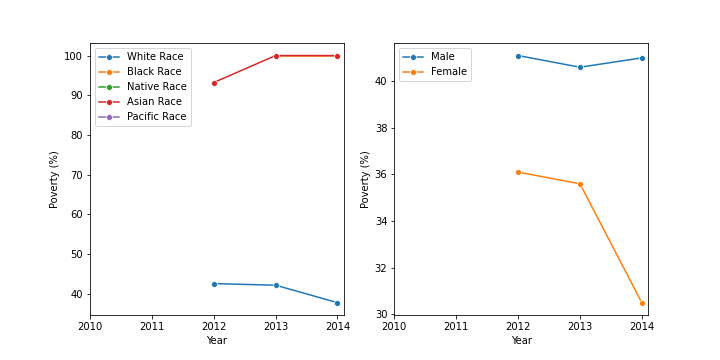 White Race
Black Race
Native Race
Asian Race
Pacific Race
100
90
80
70
60
50
40
Poverty (%)
2010 2011 2012 2013 2014
Year
Male
Female
40
38
36
34
32
30
Poverty (%)
2010 2011 2012 2013 2014
Year